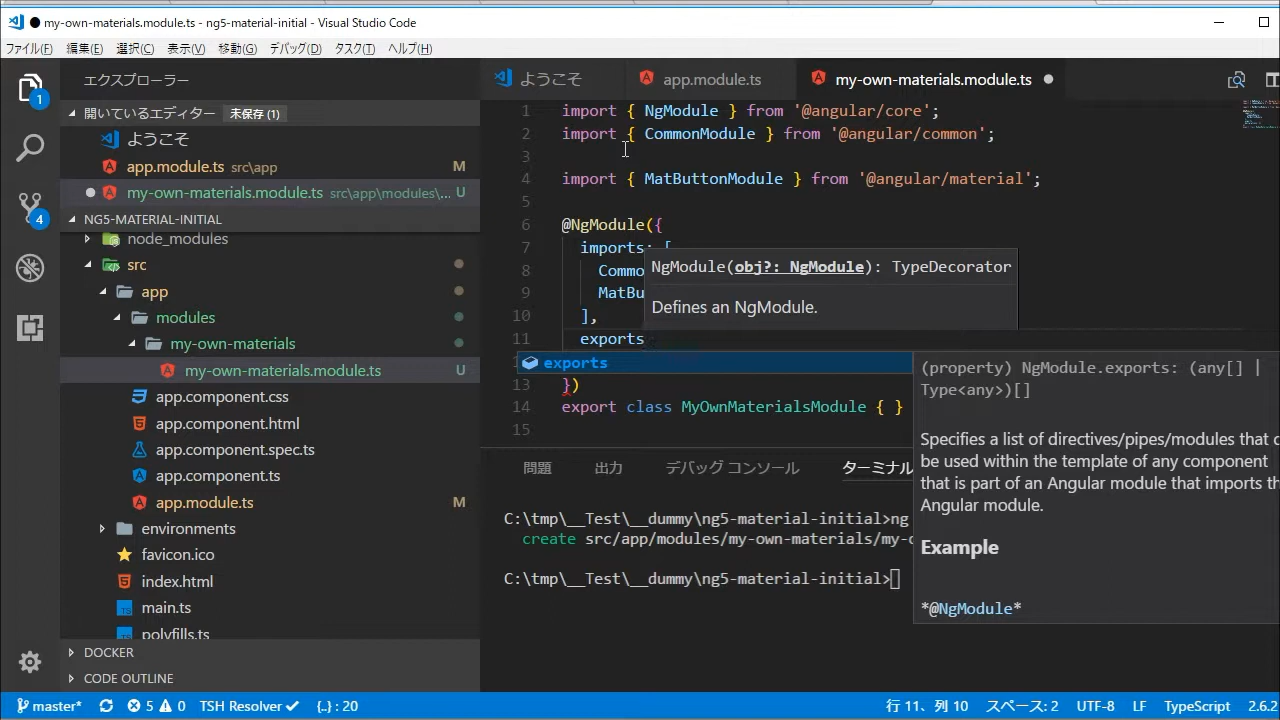 my-own-materials.module.ts - ng5-material-initial - Visual Studio Code
ファイル(F) 編集(E) 選択(C) 表示(V) 移動(G) デバッグ(D) タスク(T) ヘルプ(H)
エクスプローラー
ようこそ app.module.ts my-own-materials.module.ts
1
4
開いているエディター 未保存 (1)
ようこそ
app.module.ts src\app M
my-own-materials.module.ts src\app\modules\... U
NG5-MATERIAL-INITIAL
node_modules
src
app
modules
my-own-materials
my-own-materials.module.ts U
app.component.css
app.component.html
app.component.spec.ts
app.component.ts
app.module.ts M
environments
favicon.ico
index.html
main.ts
polyfills.ts
DOCKER
CODE OUTLINE
1 import { NgModule } from '@angular/core';
2 import { CommonModule } from '@angular/common';
3
4 import { MatButtonModule } from '@angular/material';
5
6 @NgModule({
7 imports: [
8 Commo
9 MatBu
10 ],
11 exports
13 })
14 export class MyOwnMaterialsModule { }
15
NgModule(obj?: NgModule): TypeDecorator
Defines an NgModule.
exports
(property) NgModule.exports: (any[] |
Type<any>)[]
Specifies a list of directives/pipes/modules that c
be used within the template of any component
that is part of an Angular module that imports th
Angular module.
Example
*@NgModule*
問題 出力 デバッグ コンソール ターミナル
C:\tmp\__Test\__dummy\ng5-material-initial>ng
create src/app/modules/my-own-materials/my-o
C:\tmp\__Test\__dummy\ng5-material-initial>
master* 5 0 TSH Resolver {..} : 20 行 11、列 10 スペース: 2 UTF-8 LF TypeScript 2.6.2